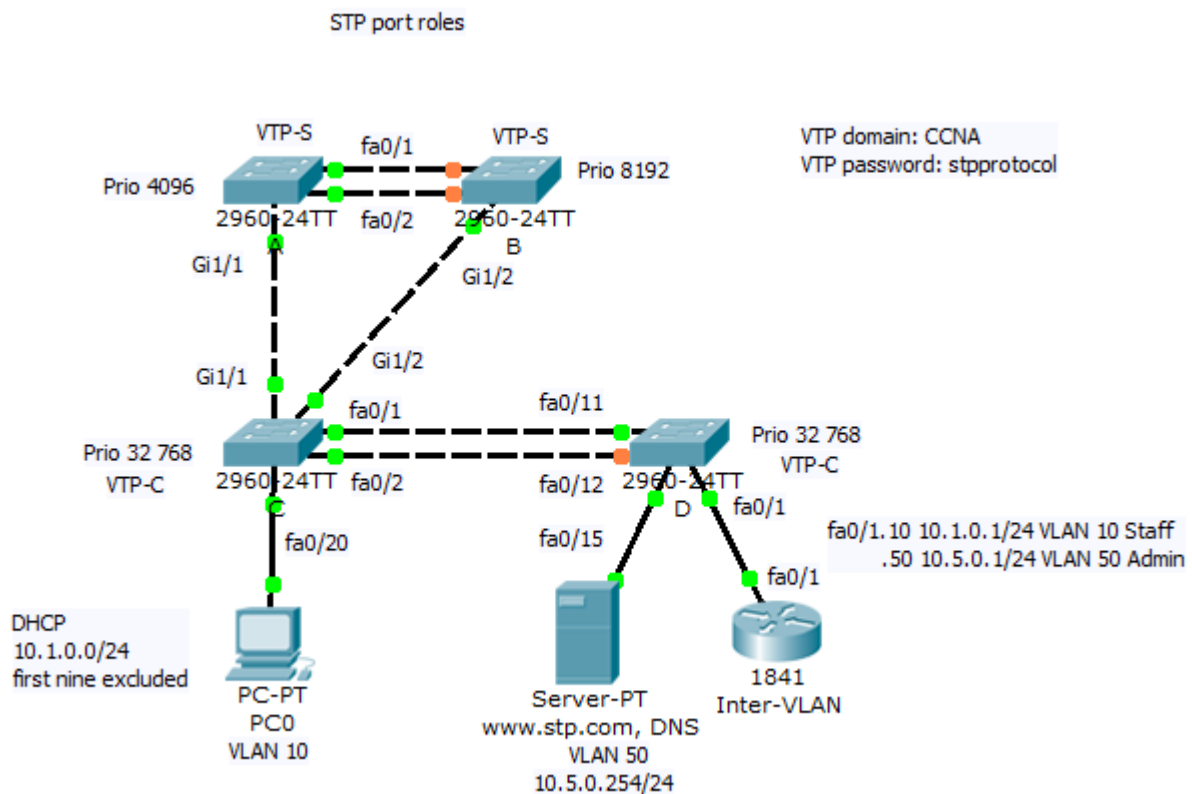 STP port roles
VTP-S
fa0/1
VTP-S
VTP domain: CCNA
VTP password: stpprotocol
Prio 4096
Prio 8192
2960-24TT
A
fa0/2
2960-24TT
B
Gi1/1
Gi1/2
Gi1/2
Gi1/1
fa0/1
fa0/11
Prio 32 768
VTP-C
Prio 32 768
VTP-C
2960-24TT
C
fa0/2
fa0/12
2960-24TT
D
fa0/1
fa0/20
fa0/15
fa0/1.10 10.1.0.1/24 VLAN 10 Staff
.50 10.5.0.1/24 VLAN 50 Admin
fa0/1
DHCP
10.1.0.0/24
first nine excluded
PC-PT
PC0
VLAN 10
Server-PT
www.stp.com, DNS
VLAN 50
10.5.0.254/24
1841
Inter-VLAN